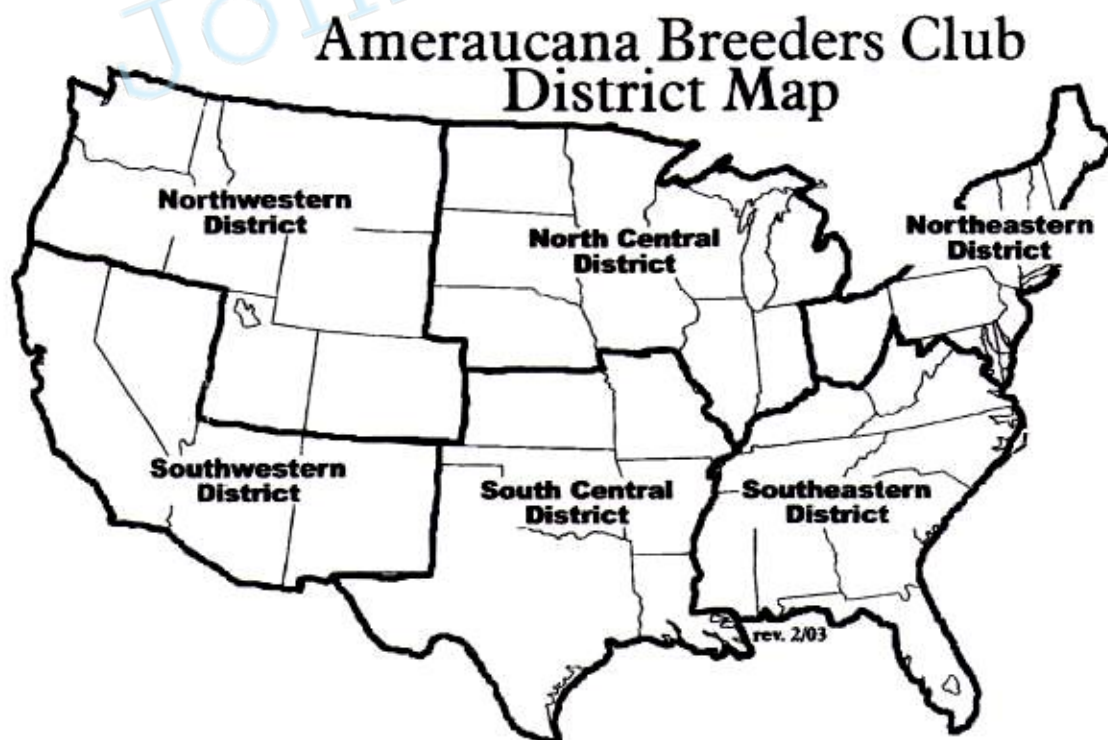 Ameraucana Breeders Club
District Map
Northwestern
District
North Central
District
Northeastern
District
Southwestern
District
South Central
District
Southeastern
District
rev. 2/03